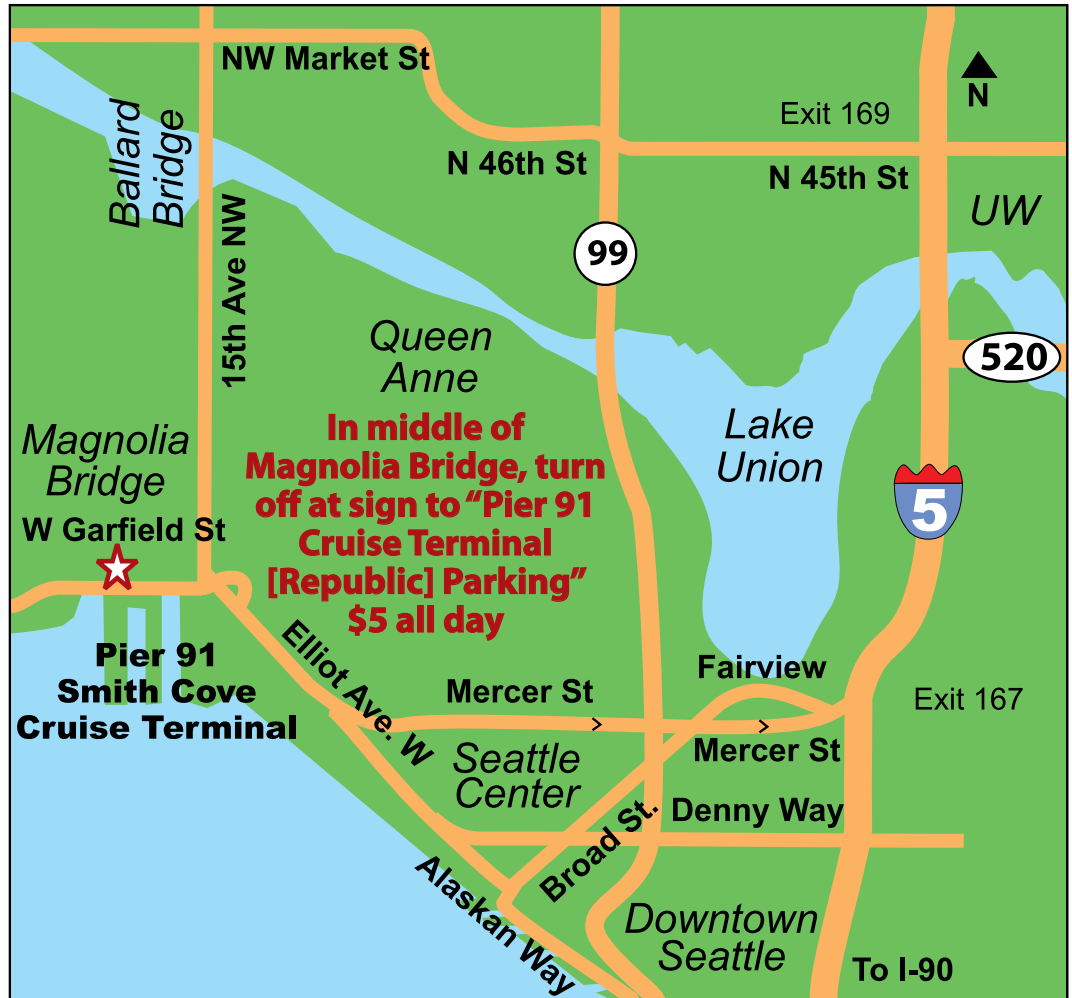 NW Market St
N
Exit 169
Ballard
Bridge
N 46th St
N 45th St
UW
15th Ave NW
99
Queen
Anne
520
In middle of
Magnolia Bridge, turn
off at sign to “Pier 91
Cruise Terminal
[Republic] Parking”
$5 all day
Lake
Union
Magnolia
Bridge
5
W Garfield St
Pier 91
Smith Cove
Cruise Terminal
Elliot Ave. W
Mercer St
Fairview
Exit 167
Mercer St
Seattle
Center
Denny Way
Broad St.
Alaskan Way
Downtown
Seattle
To I-90